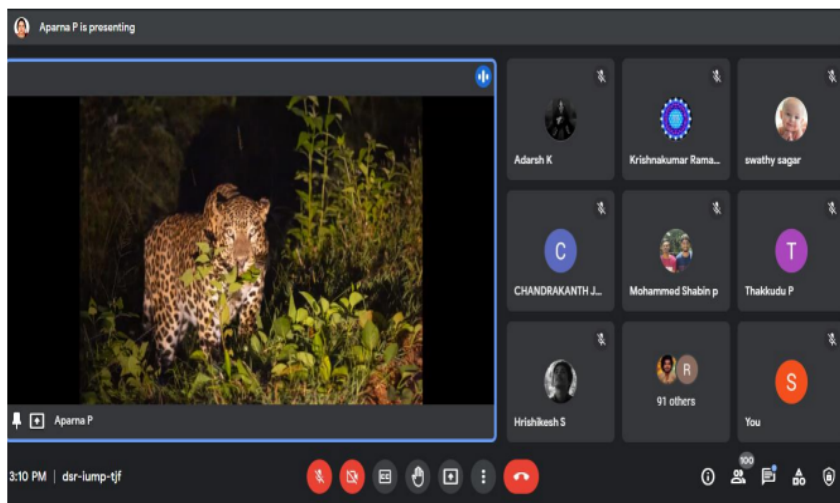 Aparna P is presenting
Adarsh K
Krishnakumar Rama...
swathy sagar
C
CHANDRAKANTH J...
Mohammed Shabin p
T
Thakkudu P
Aparna P
Hrishikesh S
R
91 others
S
You
3:10 PM | dsr-iump-tjf
CC
100